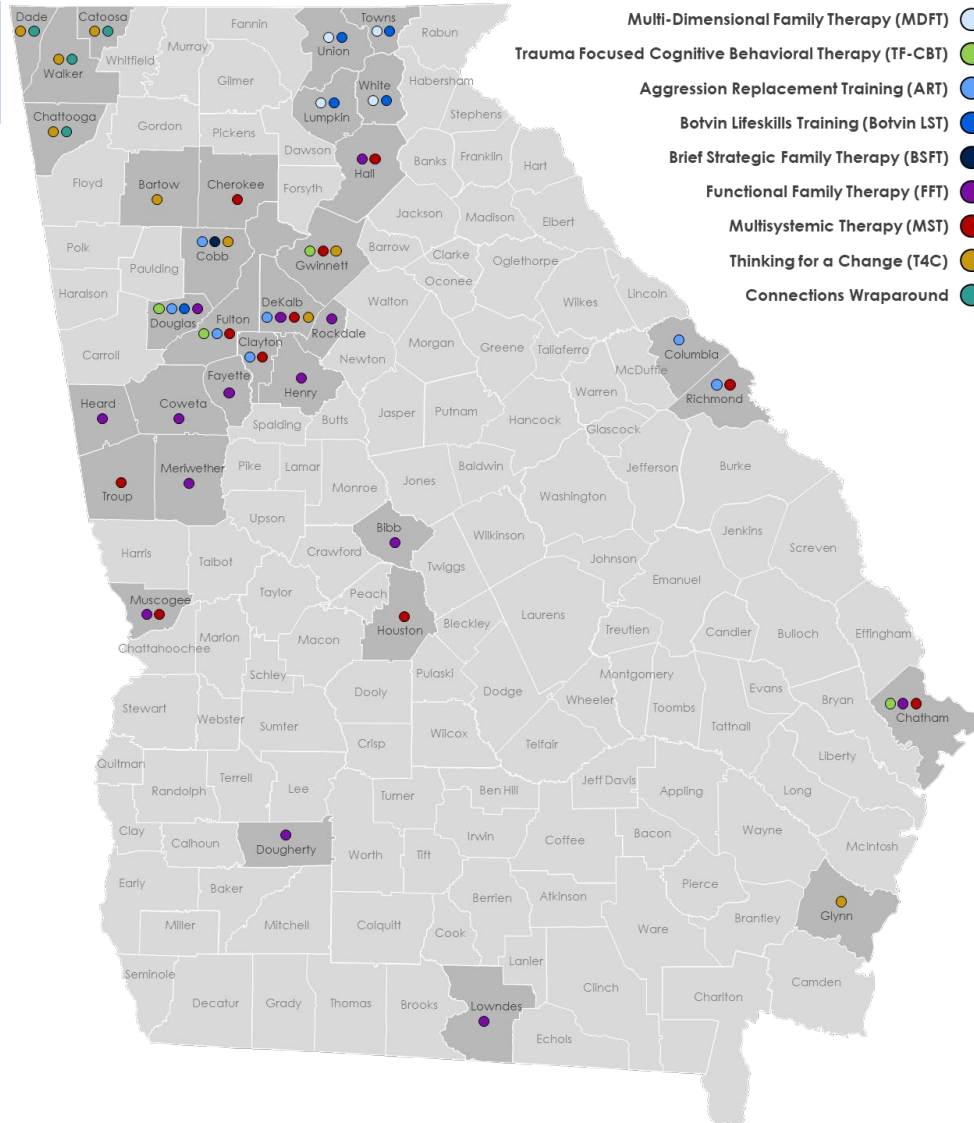 Multi-Dimensional Family Therapy (MDFT)
Trauma Focused Cognitive Behavioral Therapy (TF-CBT)
Aggression Replacement Training (ART)
Botvin Lifeskills Training (Botvin LST)
Brief Strategic Family Therapy (BSFT)
Functional Family Therapy (FFT)
Multisystemic Therapy (MST)
Thinking for a Change (T4C)
Connections Wraparound
Dade
Catoosa
Fannin
Towns
Union
Rabun
Murray
Whitfield
Walker
Gilmer
White
Habersham
Lumpkin
Stephens
Chattooga
Gordon
Pickens
Dawson
Hall
Banks
Franklin
Hart
Floyd
Bartow
Cherokee
Forsyth
Jackson
Madison
Elbert
Polk
Cobb
Gwinnett
Barrow
Clarke
Oglethorpe
Paulding
Oconee
Haralson
Douglas
Fulton
DeKalb
Rockdale
Walton
Wilkes
Lincoln
Clayton
Morgan
Greene
Taliaferro
Columbia
Carroll
Newton
McDuffie
Fayette
Henry
Warren
Richmond
Heard
Coweta
Spalding
Butts
Jasper
Putnam
Hancock
Glascock
Troup
Meriwether
Pike
Lamar
Monroe
Jones
Baldwin
Jefferson
Burke
Washington
Upson
Bibb
Wilkinson
Jenkins
Screven
Harris
Talbot
Crawford
Twiggs
Johnson
Emanuel
Taylor
Peach
Muscogee
Houston
Bleckley
Laurens
Treutlen
Candler
Bulloch
Effingham
Chattahoochee
Marion
Macon
Schley
Pulaski
Montgomery
Stewart
Webster
Sumter
Dooly
Dodge
Wheeler
Toombs
Tattnall
Evans
Bryan
Chatham
Crisp
Wilcox
Telfair
Liberty
Quitman
Randolph
Terrell
Lee
Turner
Ben Hill
Jeff Davis
Appling
Long
Clay
Calhoun
Dougherty
Worth
Tift
Irwin
Coffee
Bacon
Wayne
McIntosh
Early
Baker
Berrien
Atkinson
Pierce
Glynn
Miller
Mitchell
Colquitt
Cook
Ware
Brantley
Lanier
Seminole
Decatur
Grady
Thomas
Brooks
Lowndes
Clinch
Charlton
Camden
Echols